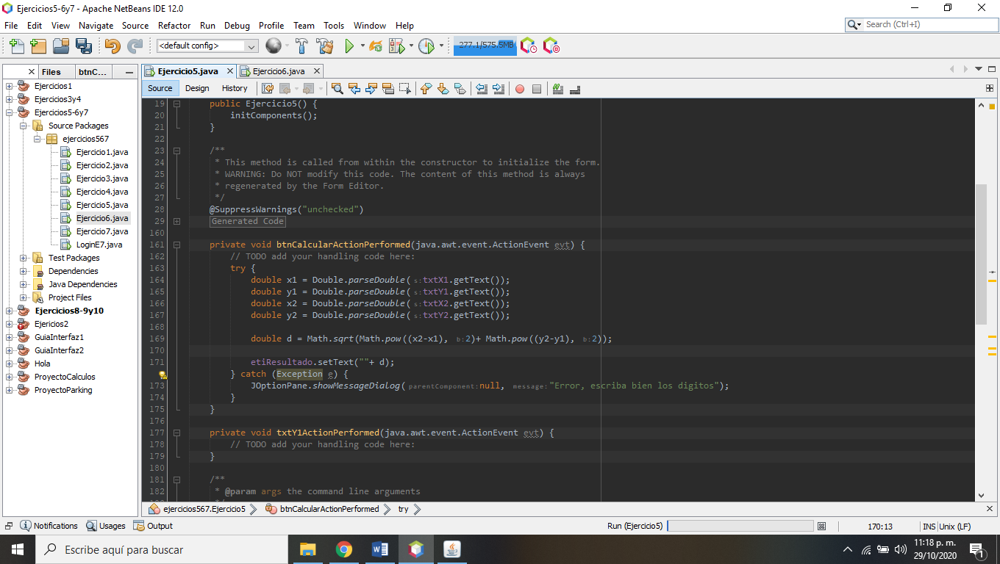 Ejercicios5-6y7 - Apache NetBeans IDE 12.0
File Edit View Navigate Source Refactor Run Debug Profile Team Tools Window Help
Search (Ctrl+I)
<default config>
277.1/575.5MB
Files btnC...
Ejercicio5.java Ejercicio6.java
Source Design History
Ejercicios1
Ejercicios3y4
Ejercicios5-6y7
Source Packages
ejercicios567
Ejercicio1.java
Ejercicio2.java
Ejercicio3.java
Ejercicio4.java
Ejercicio5.java
Ejercicio6.java
Ejercicio7.java
LoginE7.java
Test Packages
Dependencies
Java Dependencies
Project Files
Ejercicios8-9y10
Ejericios2
GuiaInterfaz1
GuiaInterfaz2
Hola
ProyectoCalculos
ProyectoParking
19 public Ejercicio5() {
20 initComponents();
21 }
22
23 /**
24 * This method is called from within the constructor to initialize the form.
25 * WARNING: Do NOT modify this code. The content of this method is always
26 * regenerated by the Form Editor.
27 */
28 @SuppressWarnings("unchecked")
29 Generated Code
160
161 private void btnCalcularActionPerformed(java.awt.event.ActionEvent evt) {
162 // TODO add your handling code here:
163 try {
164 double x1 = Double.parseDouble( s:txtX1.getText());
165 double y1 = Double.parseDouble( s:txtY1.getText());
166 double x2 = Double.parseDouble( s:txtX2.getText());
167 double y2 = Double.parseDouble( s:txtY2.getText());
168
169 double d = Math.sqrt(Math.pow((x2-x1), b:2)+ Math.pow((y2-y1), b:2));
170
171 etiResultado.setText(""+ d);
} catch (Exception e) {
173 JOptionPane.showMessageDialog( parentComponent:null, message:"Error, escriba bien los digitos");
174 }
175 }
176
177 private void txtY1ActionPerformed(java.awt.event.ActionEvent evt) {
178 // TODO add your handling code here:
179 }
180
181 /**
182 * @param args the command line arguments
ejercicios567.Ejercicio5 btnCalcularActionPerformed try
Notifications Usages Output
Run (Ejercicio5)
170:13
INS Unix (LF)
Escribe aquí para buscar
11:18 p. m.
29/10/2020
1